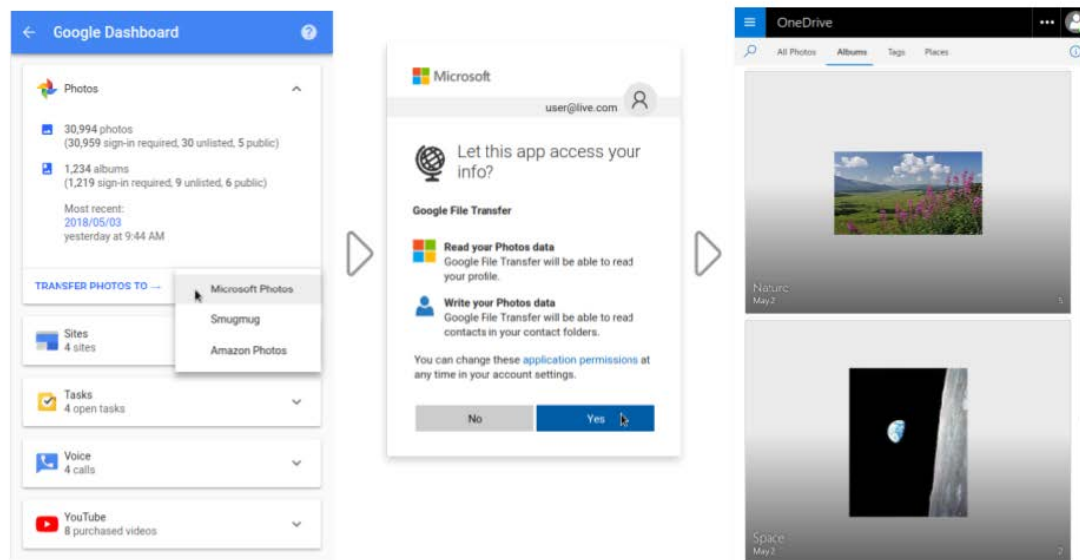 Google Dashboard
Photos
30,994 photos
(30,959 sign-in required, 30 unlisted, 5 public)
1,234 albums
(1,219 sign-in required, 9 unlisted, 6 public)
Most recent:
2018/05/03
yesterday at 9:44 AM
TRANSFER PHOTOS TO →
Microsoft Photos
Smugmug
Amazon Photos
Sites
4 sites
Tasks
4 open tasks
Voice
4 calls
YouTube
8 purchased videos
Microsoft
user@live.com
Let this app access your
info?
Google File Transfer
Read your Photos data
Google File Transfer will be able to read
your profile.
Write your Photos data
Google File Transfer will be able to read
contacts in your contact folders.
You can change these application permissions at
any time in your account settings.
No
Yes
OneDrive
All Photos Albums Tags Places
Nature
May2 5
Space
May2 2